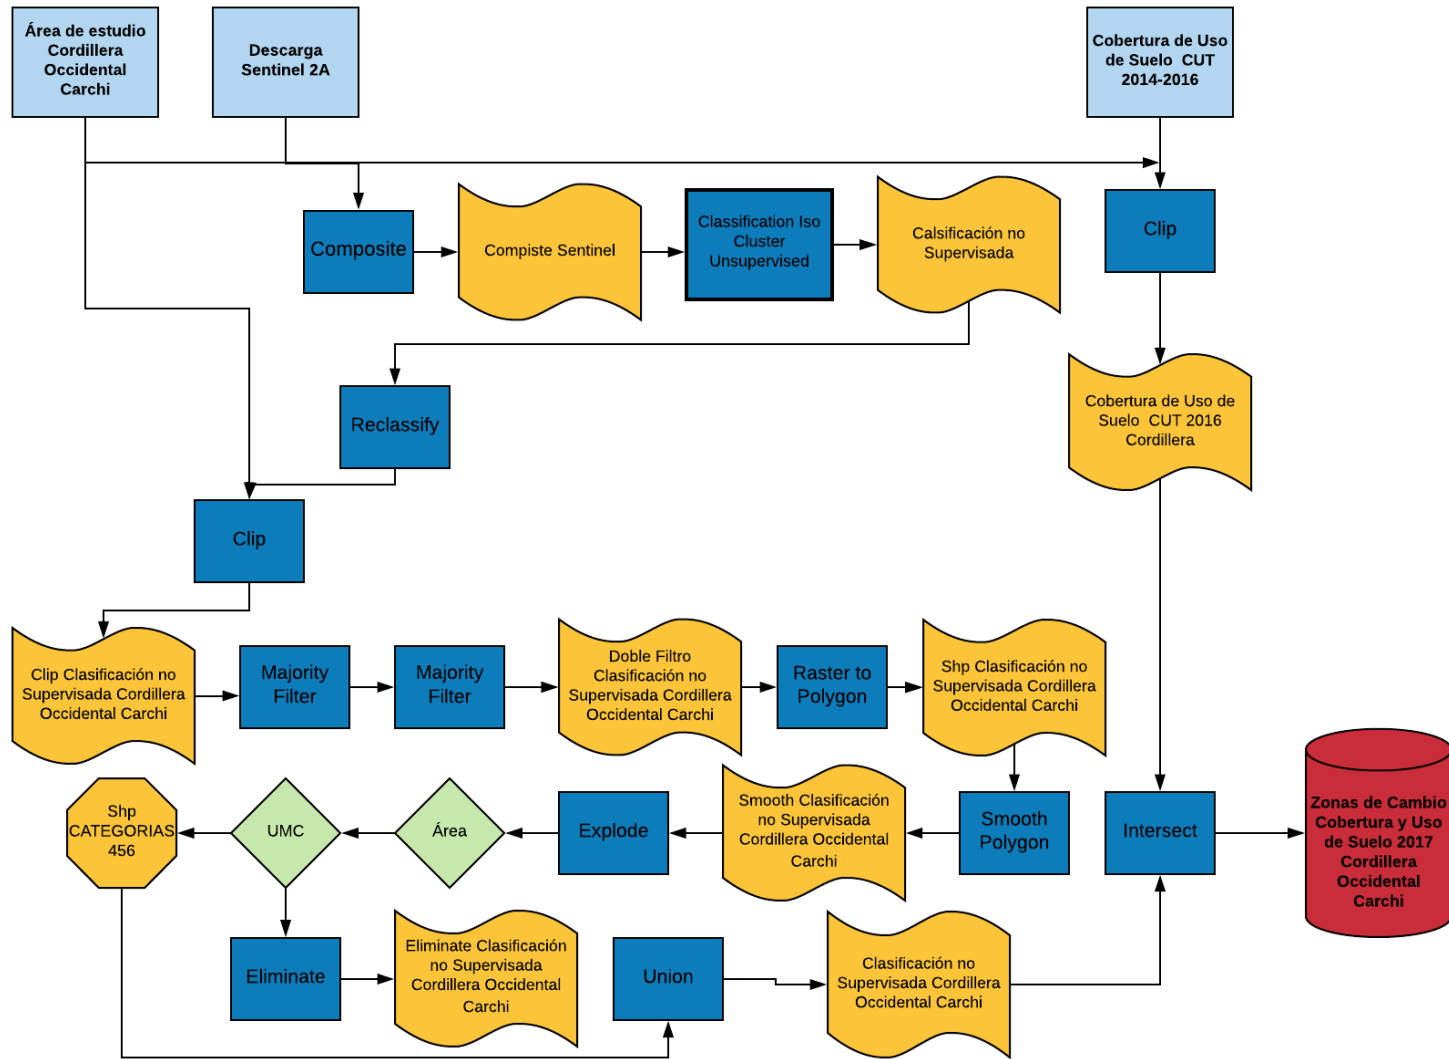 Área de estudio
Cordillera
Occidental
Carchi
Descarga
Sentinel 2A
Cobertura de Uso
de Suelo CUT
2014-2016
Composite
Compiste Sentinel
Classification Iso
Cluster
Unsupervised
Calsificación no
Supervisada
Clip
Reclassify
Cobertura de Uso de
Suelo CUT 2016
Cordillera
Clip
Clip Clasificación no
Supervisada Cordillera
Occidental Carchi
Majority
Filter
Majority
Filter
Doble Filtro
Clasificación no
Supervisada Cordillera
Occidental Carchi
Raster to
Polygon
Shp Clasificación no
Supervisada Cordillera
Occidental Carchi
Shp
CATEGORIAS
456
UMC
Área
Explode
Smooth Clasificación
no Supervisada
Cordillera Occidental
Carchi
Smooth
Polygon
Intersect
Zonas de Cambio
Cobertura y Uso
de Suelo 2017
Cordillera
Occidental
Carchi
Eliminate
Eliminate Clasificación
no Supervisada
Cordillera Occidental
Carchi
Union
Clasificación no
Supervisada Cordillera
Occidental Carchi